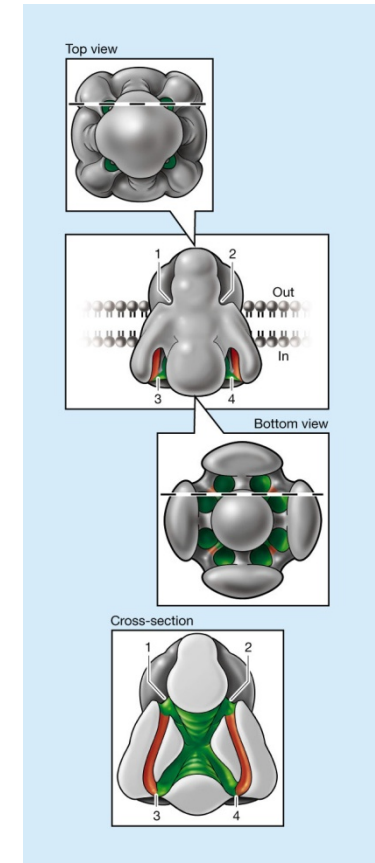 Top view
1 2
Out
In
3 4
Bottom view
Cross-section
1 2
3 4